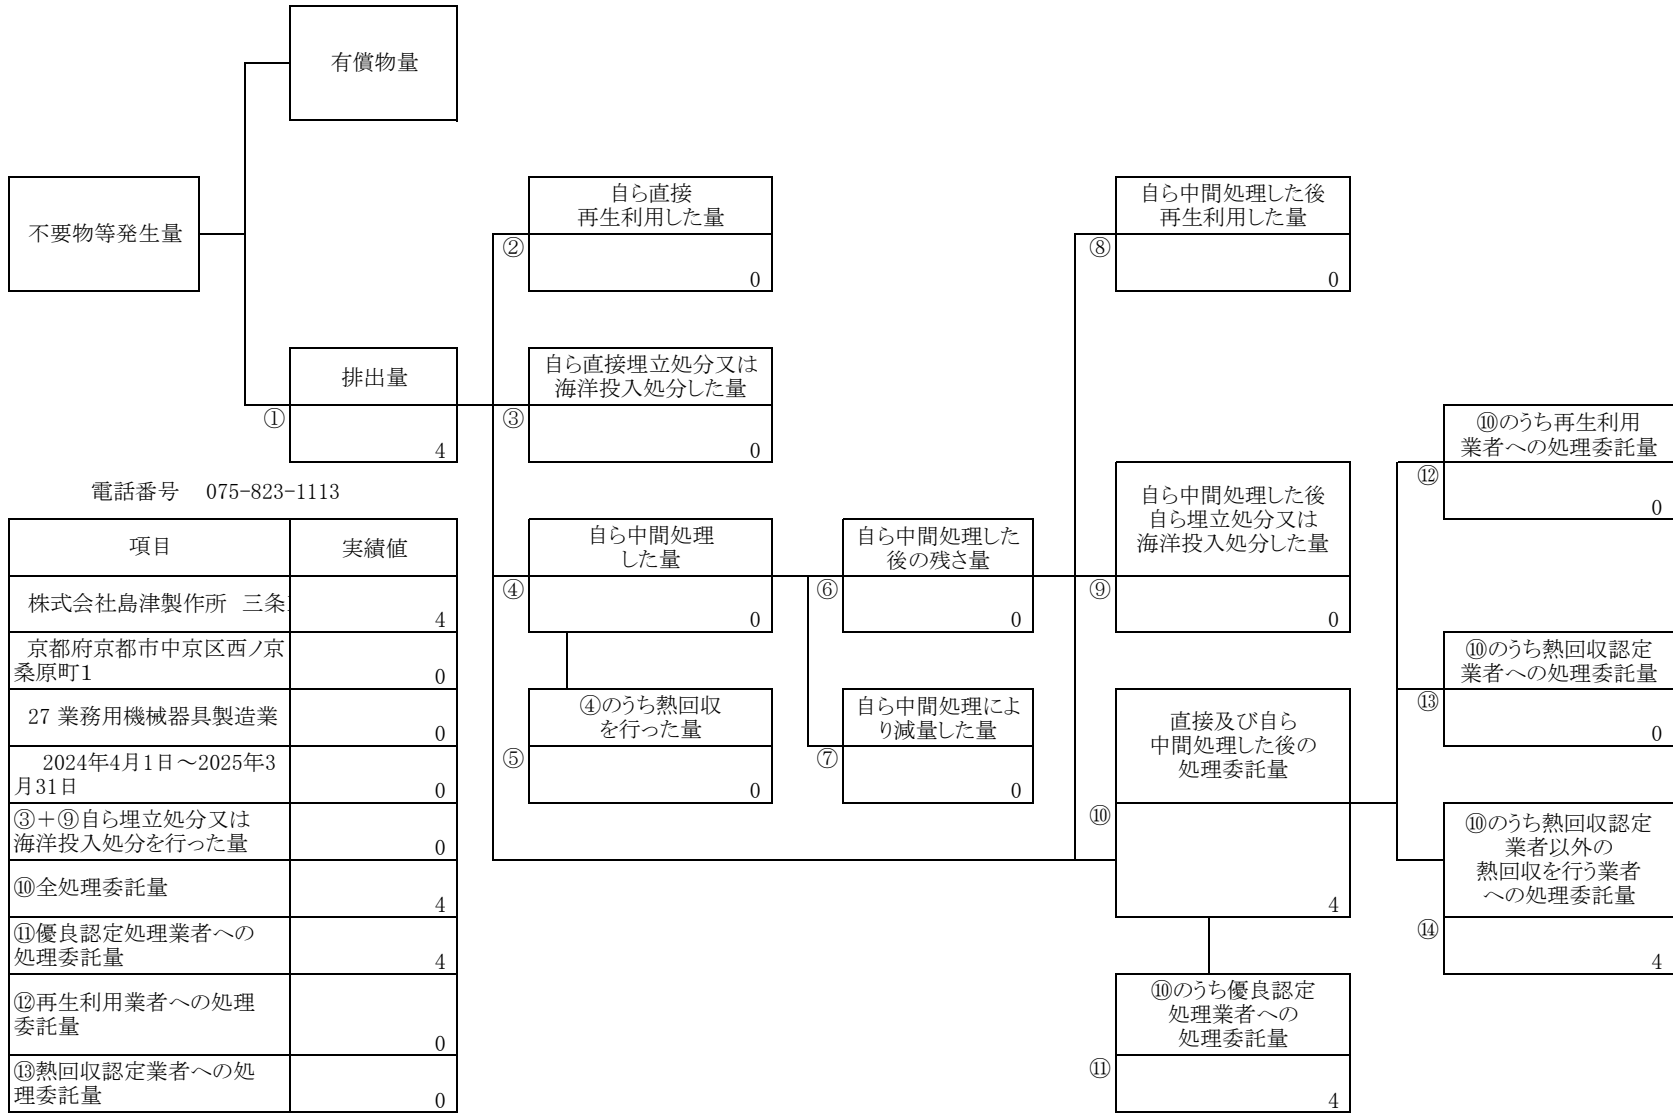 有償物量
不要物等発生量
自ら直接
再生利用した量
②
0
自ら中間処理した後
再生利用した量
⑧
0
排出量
①
4
自ら直接埋立処分又は
海洋投入処分した量
③
0
⑩のうち再生利用
業者への処理委託量
⑫
0
電話番号 075-823-1113
項目 実績値
株式会社島津製作所 三条
4
京都府京都市中京区西ノ京
桑原町1
0
27 業務用機械器具製造業
0
2024年4月1日～2025年3
月31日
0
③＋⑨自ら埋立処分又は
海洋投入処分を行った量
0
⑩全処理委託量
4
⑪優良認定処理業者への
処理委託量
4
⑫再生利用業者への処理
委託量
0
⑬熱回収認定業者への処
理委託量
0
自ら中間処理
した量
④
0
自ら中間処理した
後の残さ量
⑥
0
自ら中間処理した後
自ら埋立処分又は
海洋投入処分した量
⑨
0
④のうち熱回収
を行った量
⑤
0
自ら中間処理によ
り減量した量
⑦
0
直接及び自ら
中間処理した後の
処理委託量
⑩
4
⑩のうち熱回収認定
業者への処理委託量
⑬
0
⑩のうち熱回収認定
業者以外の
熱回収を行う業者
への処理委託量
⑭
4
⑩のうち優良認定
処理業者への
処理委託量
⑪
4